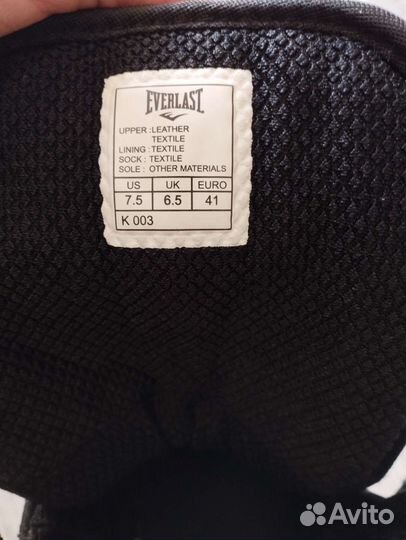 EVERLAST
UPPER : LEATHER
TEXTILE
LINING : TEXTILE
SOCK : TEXTILE
SOLE : OTHER MATERIALS
US UK EURO
7.5 6.5 41
K 003
Avito